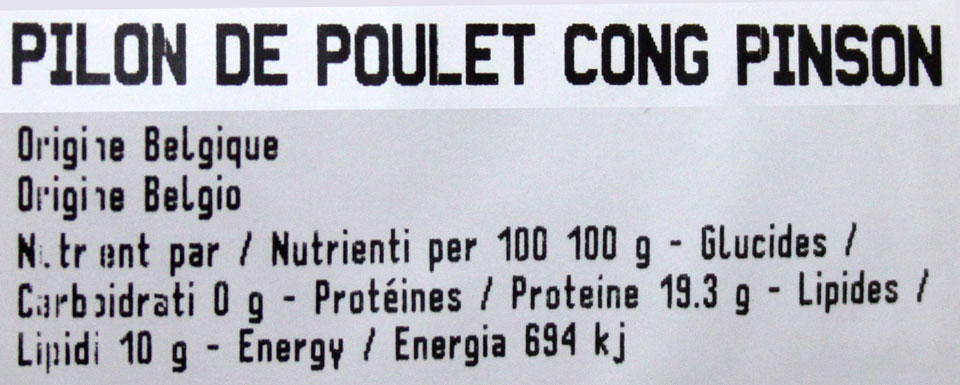 PILON DE POULET CONG PINSON
Origine Belgique
Origine Belgio
Nutrient par / Nutrienti per 100 100 g - Glucides /
Carboidrati 0 g - Protéines / Proteine 19.3 g - Lipides /
Lipidi 10 g - Energy / Energia 694 kj